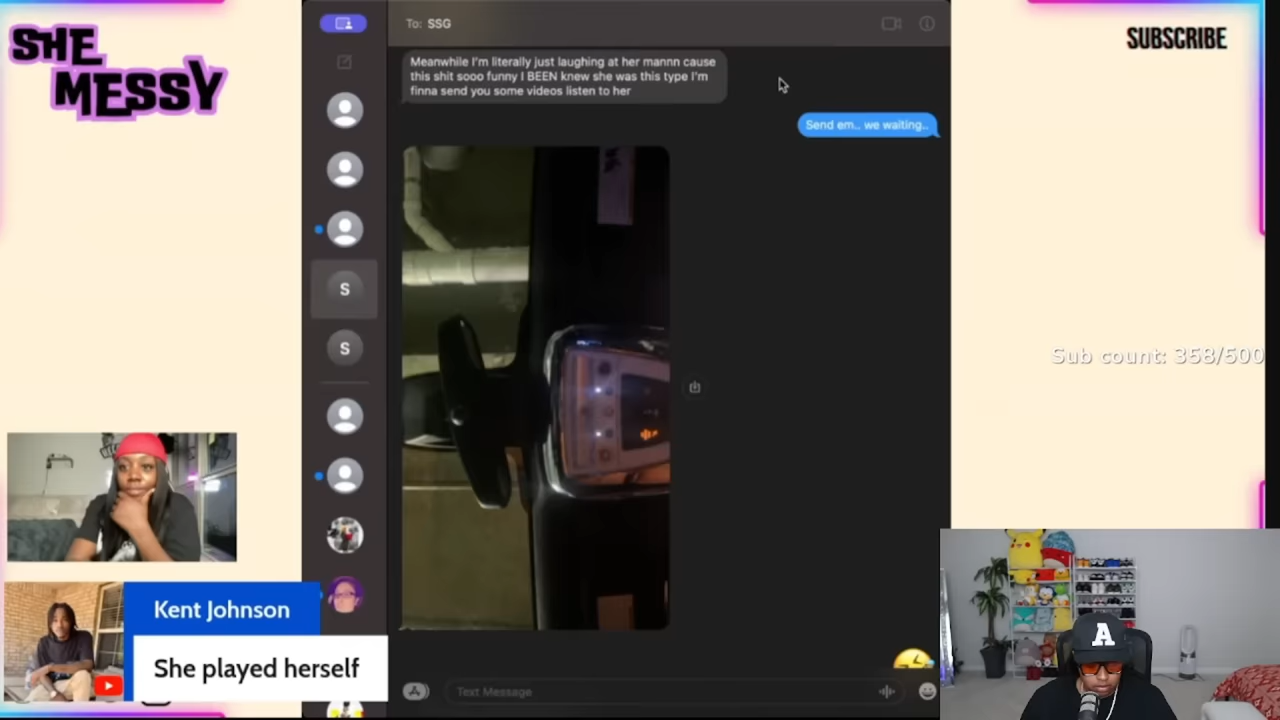 SHE
MESSY
To: SSG
SUBSCRIBE
Meanwhile I'm literally just laughing at her mannn cause
this shit sooo funny I BEEN knew she was this type I'm
finna send you some videos listen to her
Send em.. we waiting..
S
S
Sub count: 358/500
Kent Johnson
She played herself
Text Message
A